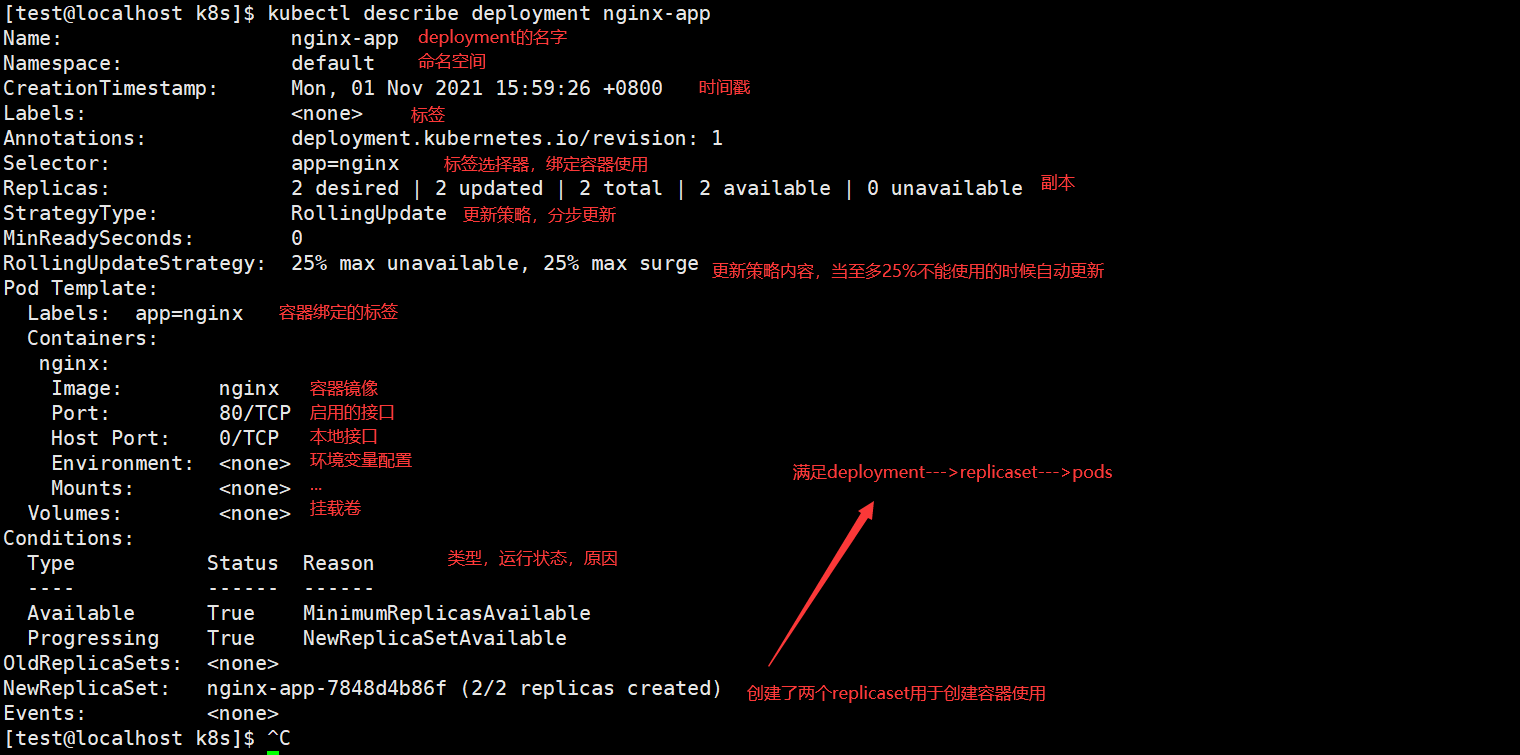 [test@localhost k8s]$ kubectl describe deployment nginx-app
Name: nginx-app deployment的名字
Namespace: default 命名空间
CreationTimestamp: Mon, 01 Nov 2021 15:59:26 +0800 时间戳
Labels: <none> 标签
Annotations: deployment.kubernetes.io/revision: 1
Selector: app=nginx 标签选择器，绑定容器使用
Replicas: 2 desired | 2 updated | 2 total | 2 available | 0 unavailable 副本
StrategyType: RollingUpdate 更新策略，分步更新
MinReadySeconds: 0
RollingUpdateStrategy: 25% max unavailable, 25% max surge 更新策略内容，当至多25%不能使用的时候自动更新
Pod Template:
Labels: app=nginx 容器绑定的标签
Containers:
nginx:
Image: nginx 容器镜像
Port: 80/TCP 启用的接口
Host Port: 0/TCP 本地接口
Environment: <none> 环境变量配置
满足deployment--->replicaset--->pods
Mounts: <none> ...
Volumes: <none> 挂载卷
Conditions:
Type Status Reason 类型，运行状态，原因
---- ------ ------
Available True MinimumReplicasAvailable
Progressing True NewReplicaSetAvailable
OldReplicaSets: <none>
NewReplicaSet: nginx-app-7848d4b86f (2/2 replicas created) 创建了两个replicaset用于创建容器使用
Events: <none>
[test@localhost k8s]$ ^C